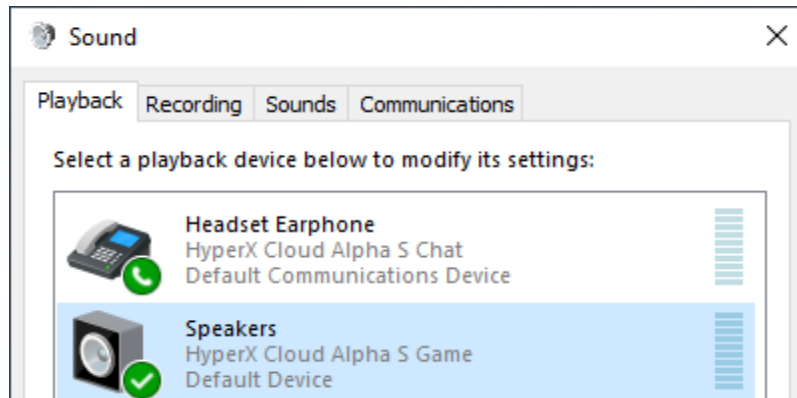 Sound
Playback Recording Sounds Communications
Select a playback device below to modify its settings:
Headset Earphone
HyperX Cloud Alpha S Chat
Default Communications Device
Speakers
HyperX Cloud Alpha S Game
Default Device